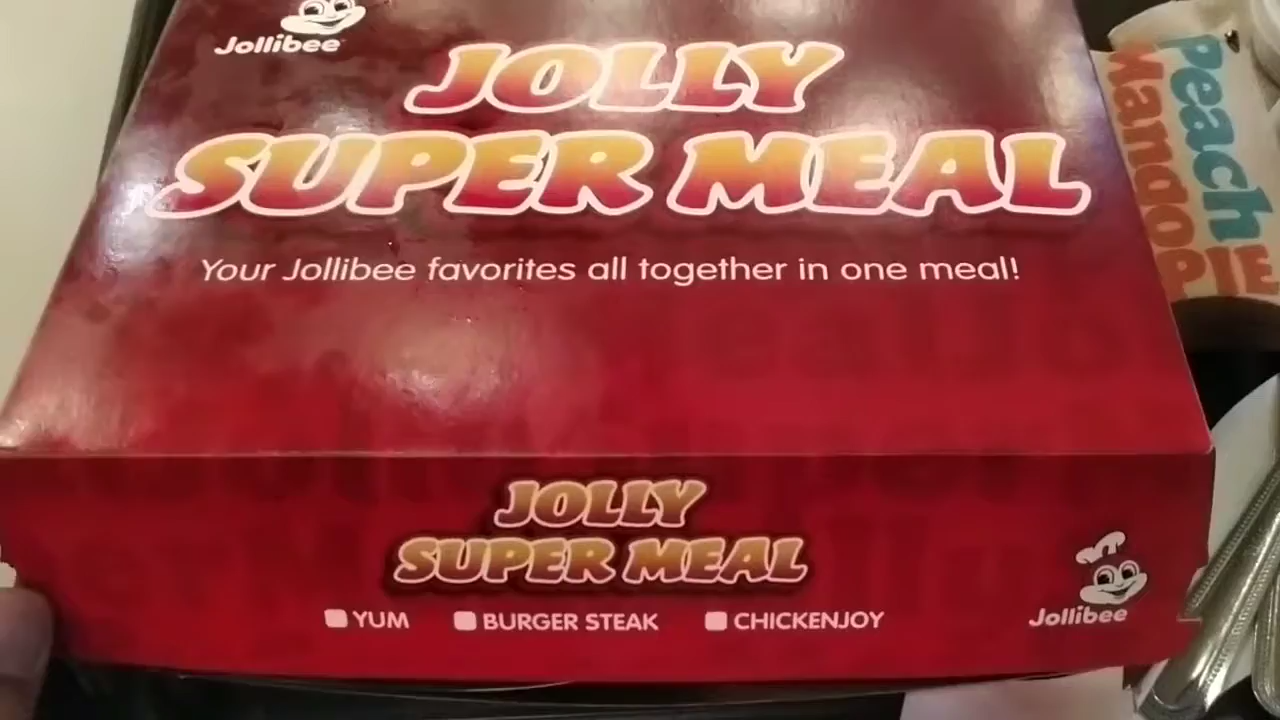 Jollibee
JOLLY
SUPER MEAL
Your Jollibee favorites all together in one meal!
JOLLY
SUPER MEAL
YUM BURGER STEAK CHICKENJOY
Jollibee
Peach
Mango PIE